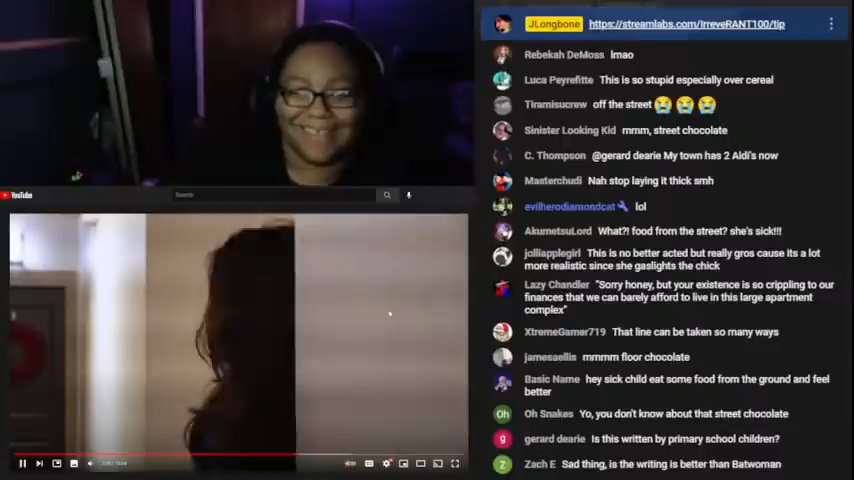 JLongbone https://streamlabs.com/IrreveRANT100/tip
Rebekah DeMoss lmao
Luca Peyrefitte This is so stupid especially over cereal
Tiramisucrew off the street 😭😭😭
Sinister Looking Kid mmm, street chocolate
C. Thompson @gerard dearie My town has 2 Aldi's now
Masterchudi Nah stop laying it thick smh
evilherodiamondcat lol
AkumetsuLord What?! food from the street? she's sick!!!
jolliapplegirl This is no better acted but really gros cause its a lot
more realistic since she gaslights the chick
Lazy Chandler "Sorry honey, but your existence is so crippling to our
finances that we can barely afford to live in this large apartment
complex"
XtremeGamer719 That line can be taken so many ways
jamesaellis mmmm floor chocolate
Basic Name hey sick child eat some food from the ground and feel
better
Oh Oh Snakes Yo, you don't know about that street chocolate
g gerard dearie Is this written by primary school children?
Z Zach E Sad thing, is the writing is better than Batwoman
YouTube
Search